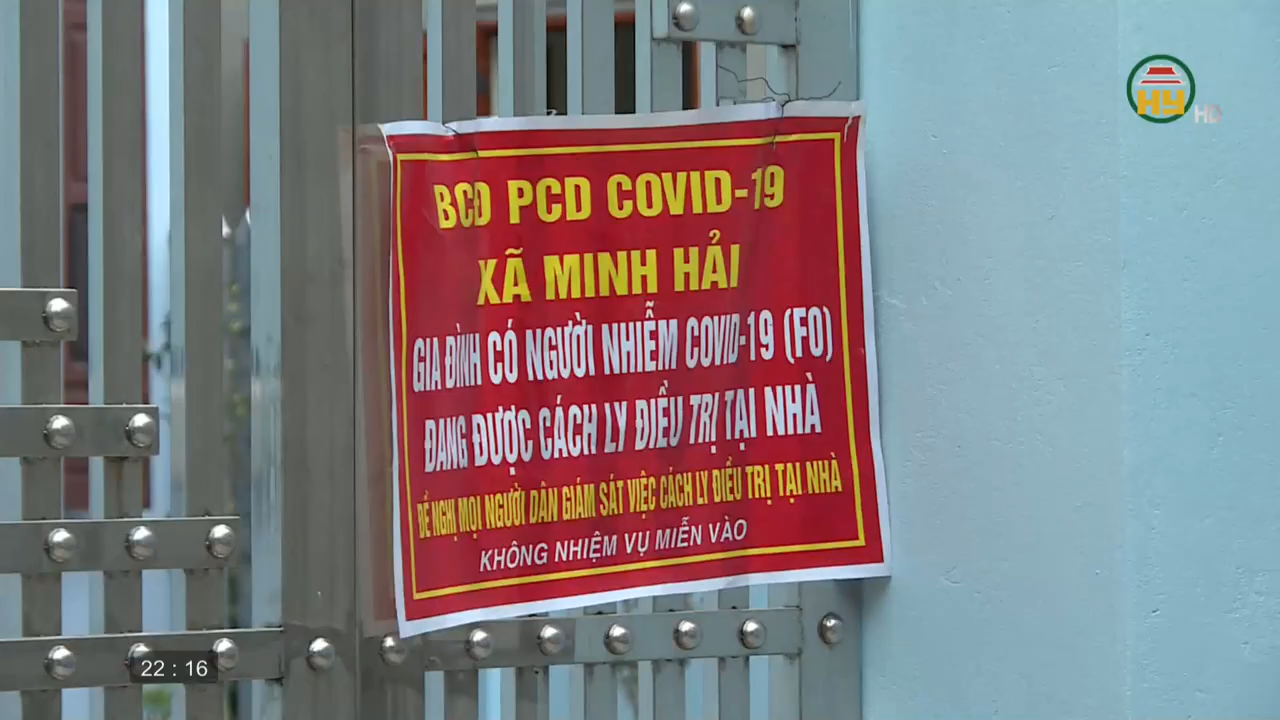 HY
HD
BCĐ PCD COVID-19
XÃ MINH HẢI
GIA ĐÌNH CÓ NGƯỜI NHIỄM COVID-19 (F0)
ĐANG ĐƯỢC CÁCH LY ĐIỀU TRỊ TẠI NHÀ
ĐỀ NGHỊ MỌI NGƯỜI DÂN GIÁM SÁT VIỆC CÁCH LY ĐIỀU TRỊ TẠI NHÀ
KHÔNG NHIỆM VỤ MIỄN VÀO
22 : 16